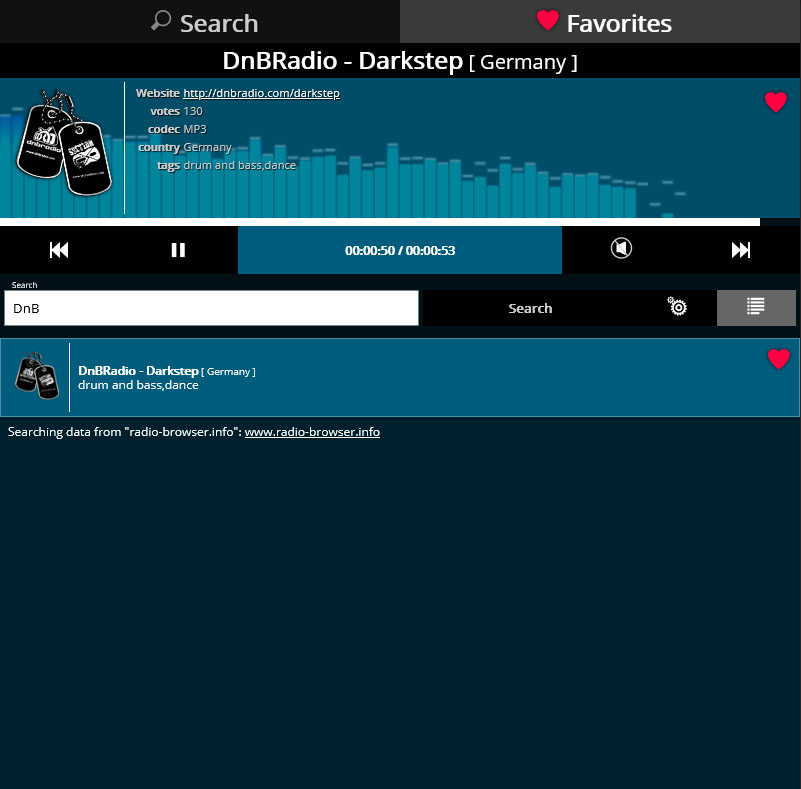 Search
Favorites
DnBRadio - Darkstep [ Germany ]
Website http://dnbradio.com/darkstep
votes 130
codec MP3
country Germany
tags drum and bass,dance
dnbradio
00:00:50 / 00:00:53
Search
DnB
Search
DnBRadio - Darkstep [ Germany ]
drum and bass,dance
Searching data from "radio-browser.info": www.radio-browser.info